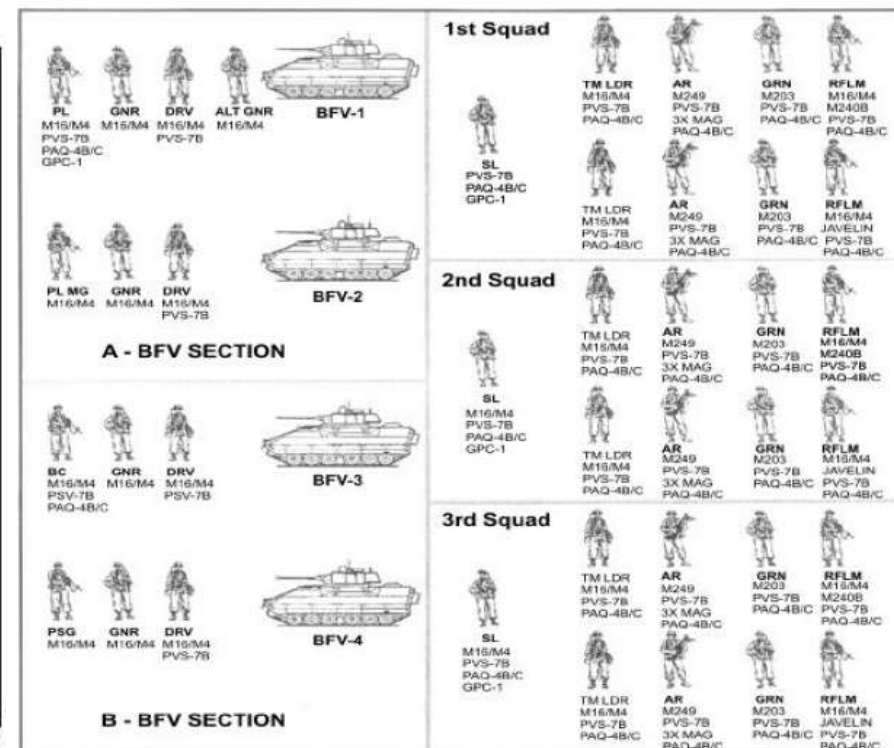 PL
M16/M4
PVS-7B
PAQ-4B/C
GPC-1
GNR
M16/M4
DRV
M16/M4
PVS-7B
ALT GNR
M16/M4
BFV-1
PL MG
M16/M4
GNR
M16/M4
DRV
M16/M4
PVS-7B
BFV-2
A - BFV SECTION
BC
M16/M4
PSV-7B
PAQ-4B/C
GNR
M16/M4
DRV
M16/M4
PSV-7B
BFV-3
PSG
M16/M4
GNR
M16/M4
DRV
M16/M4
PVS-7B
BFV-4
B - BFV SECTION
1st Squad
SL
PVS-7B
PAQ-4B/C
GPC-1
TM LDR
M16/M4
PVS-7B
PAQ-4B/C
AR
M249
PVS-7B
3X MAG
PAQ-4B/C
GRN
M203
PVS-7B
PAQ-4B/C
RFLM
M16/M4
M240B
PVS-7B
PAQ-4B/C
TM LDR
M16/M4
PVS-7B
PAQ-4B/C
AR
M249
PVS-7B
3X MAG
PAQ-4B/C
GRN
M203
PVS-7B
PAQ-4B/C
RFLM
M16/M4
JAVELIN
PVS-7B
PAQ-4B/C
2nd Squad
SL
M16/M4
PVS-7B
PAQ-4B/C
GPC-1
TM LDR
M16/M4
PVS-7B
PAQ-4B/C
AR
M249
PVS-7B
3X MAG
PAQ-4B/C
GRN
M203
PVS-7B
PAQ-4B/C
RFLM
M16/M4
M240B
PVS-7B
PAQ-4B/C
TM LDR
M16/M4
PVS-7B
PAQ-4B/C
AR
M249
PVS-7B
3X MAG
PAQ-4B/C
GRN
M203
PVS-7B
PAQ-4B/C
RFLM
M16/M4
JAVELIN
PVS-7B
PAQ-4B/C
3rd Squad
SL
M16/M4
PVS-7B
PAQ-4B/C
GPC-1
TM LDR
M16/M4
PVS-7B
PAQ-4B/C
AR
M249
PVS-7B
3X MAG
PAQ-4B/C
GRN
M203
PVS-7B
PAQ-4B/C
RFLM
M16/M4
M240B
PVS-7B
PAQ-4B/C
TM LDR
M16/M4
PVS-7B
PAQ-4B/C
AR
M249
PVS-7B
3X MAG
PAQ-4B/C
GRN
M203
PVS-7B
PAQ-4B/C
RFLM
M16/M4
JAVELIN
PVS-7B
PAQ-4B/C